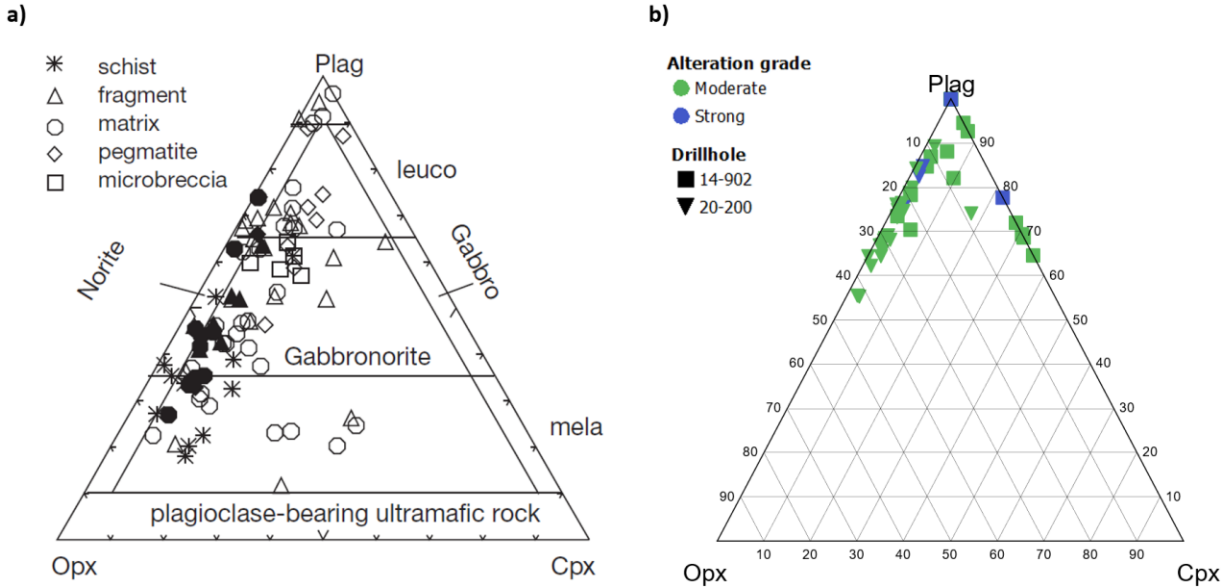 a)
schist
fragment
matrix
pegmatite
microbreccia
Plag
leuco
Norite
Gabbro
Gabbronorite
mela
plagioclase-bearing ultramafic rock
Opx
Cpx
b)
Alteration grade
Moderate
Strong
Drillhole
14-902
20-200
Plag
10 90
20 80
30 70
40 60
50 50
60 40
70 30
80 20
90 10
10 20 30 40 50 60 70 80 90
Opx
Cpx